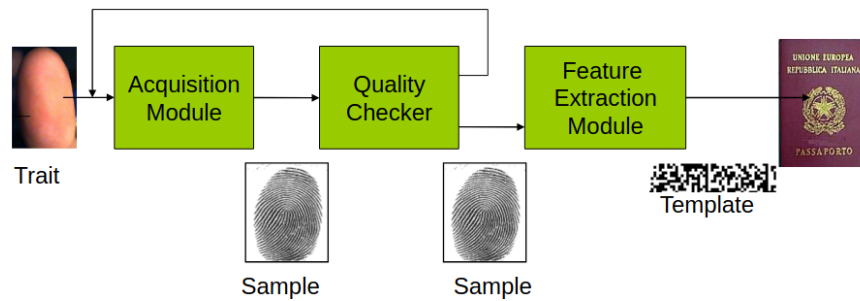 Acquisition
Module
Quality
Checker
Feature
Extraction
Module
UNIONE EUROPEA
REPUBBLICA ITALIANA
PASSAPORTO
Trait
Template
Sample
Sample